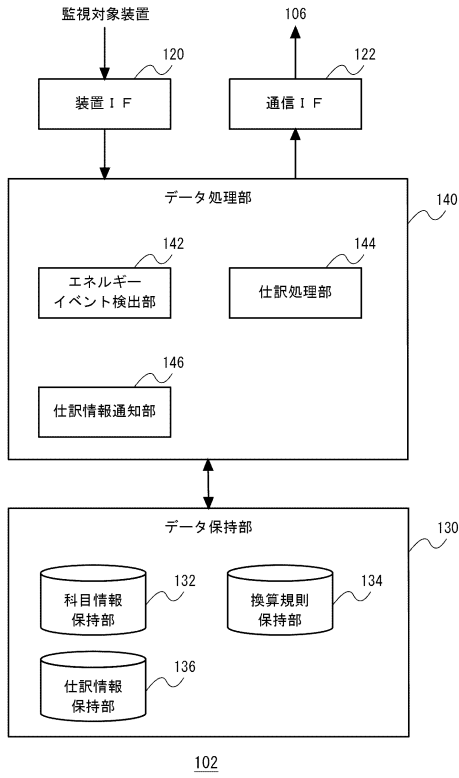 監視対象装置
106
120
122
装置ＩＦ
通信ＩＦ
データ処理部
140
142
144
エネルギー
イベント検出部
仕訳処理部
146
仕訳情報通知部
データ保持部
130
132
134
科目情報
保持部
換算規則
保持部
136
仕訳情報
保持部
102